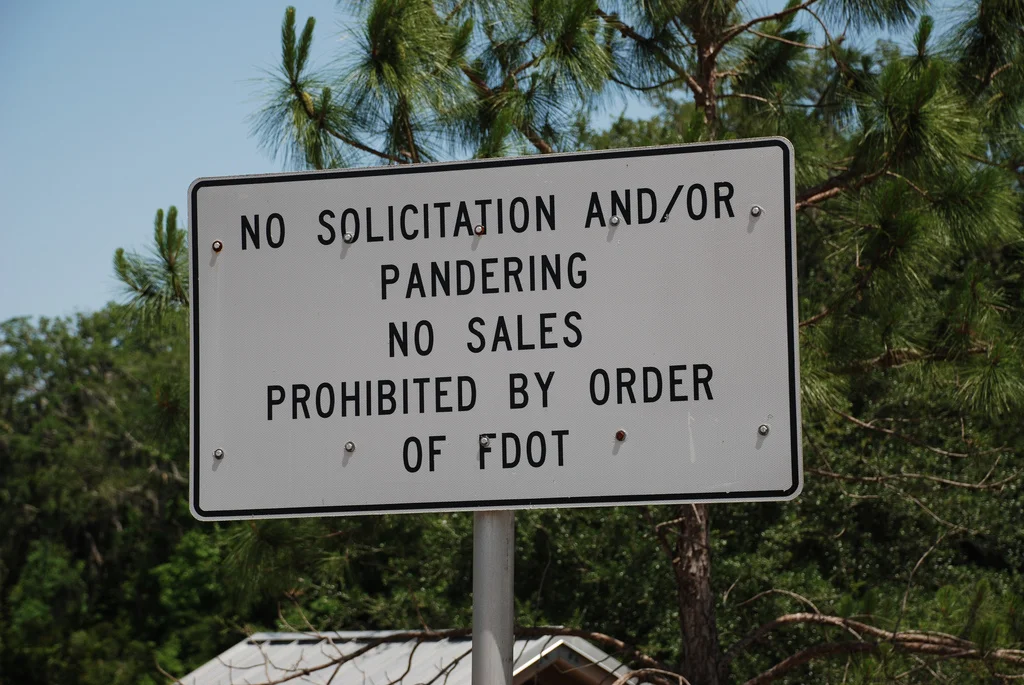 NO SOLICITATION AND/OR
PANDERING
NO SALES
PROHIBITED BY ORDER
OF FDOT